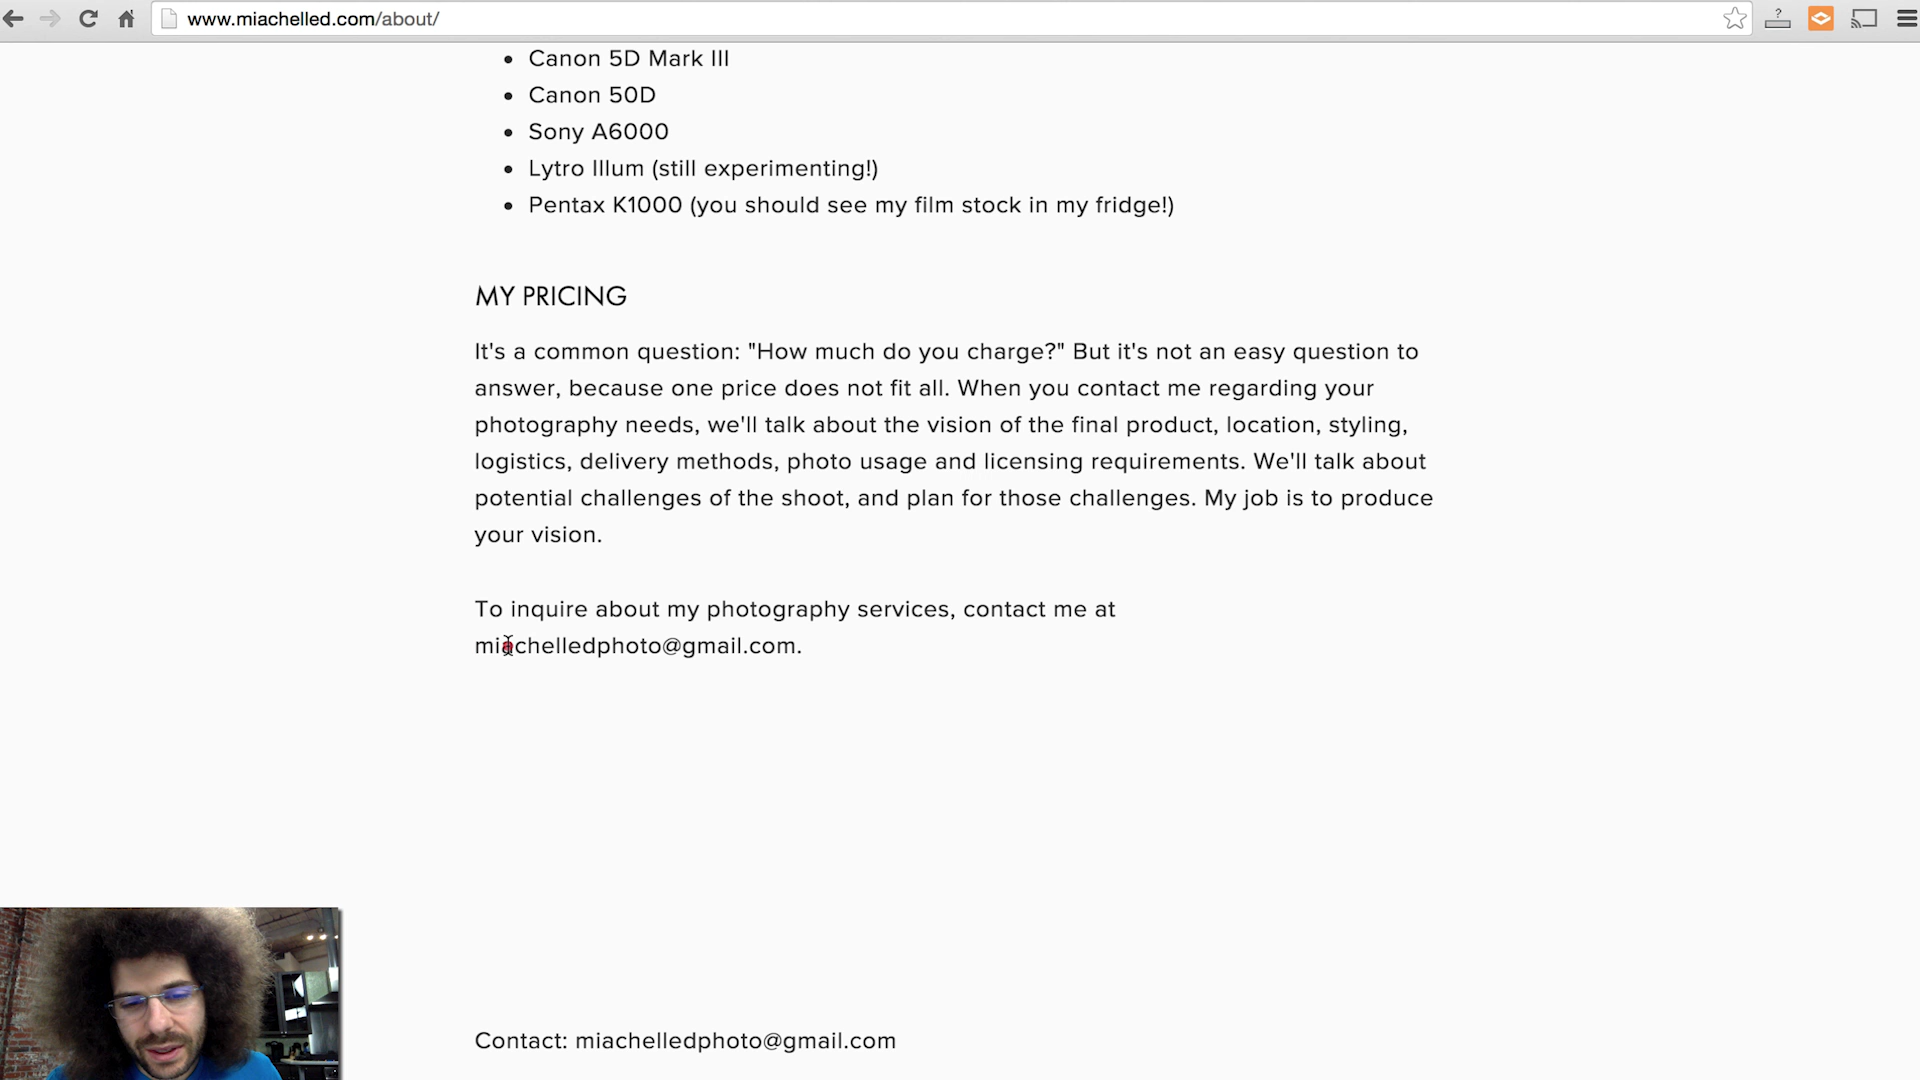 www.miachelled.com/about/
• Canon 5D Mark III
• Canon 50D
• Sony A6000
• Lytro Illum (still experimenting!)
• Pentax K1000 (you should see my film stock in my fridge!)
MY PRICING
It's a common question: "How much do you charge?" But it's not an easy question to
answer, because one price does not fit all. When you contact me regarding your
photography needs, we'll talk about the vision of the final product, location, styling,
logistics, delivery methods, photo usage and licensing requirements. We'll talk about
potential challenges of the shoot, and plan for those challenges. My job is to produce
your vision.
To inquire about my photography services, contact me at
miachelledphoto@gmail.com.
Contact: miachelledphoto@gmail.com